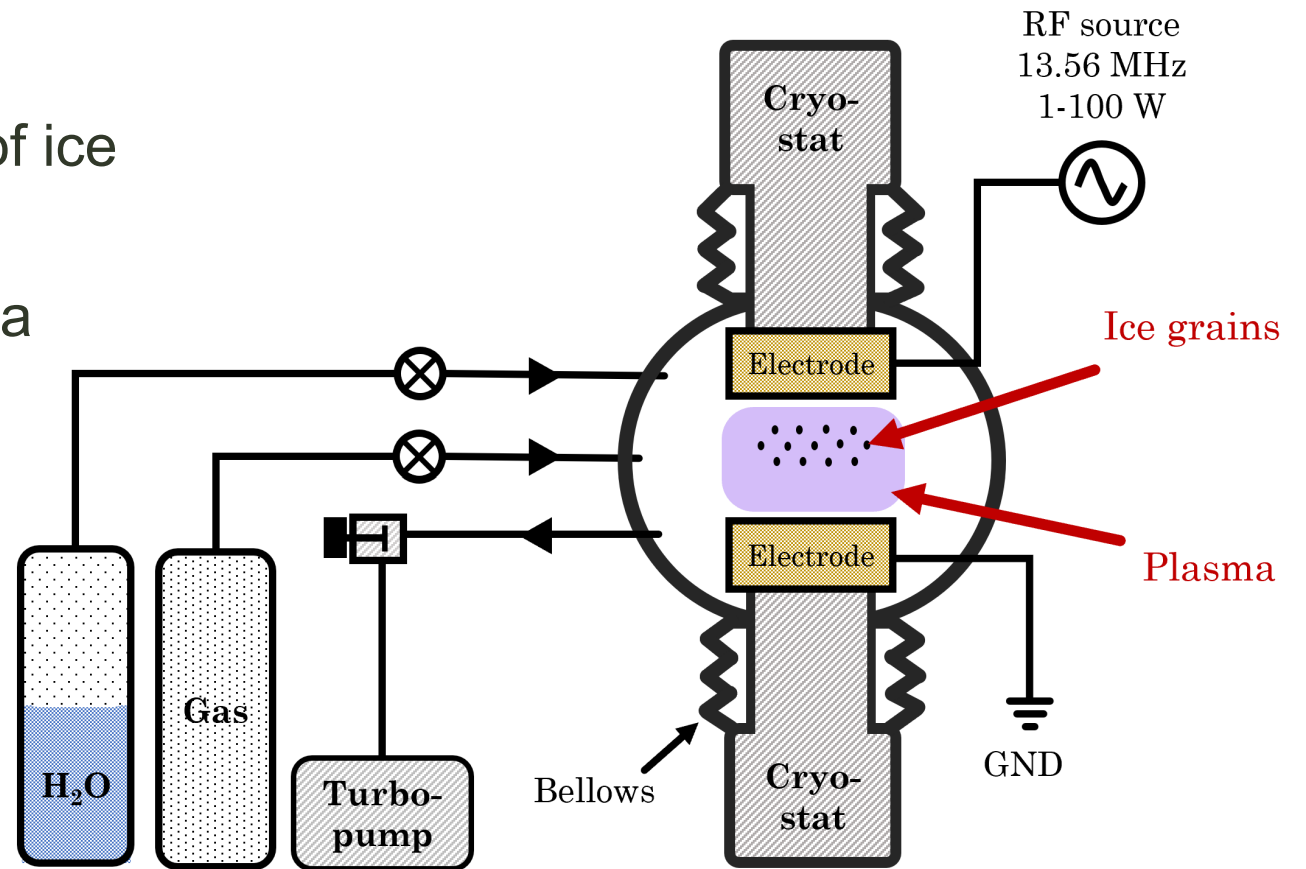 of ice
a
RF source
13.56 MHz
1-100 W
Cryo-
stat
Ice grains
Electrode
Electrode
Plasma
Gas
H₂O
Turbo-
pump
Bellows
Cryo-
stat
GND